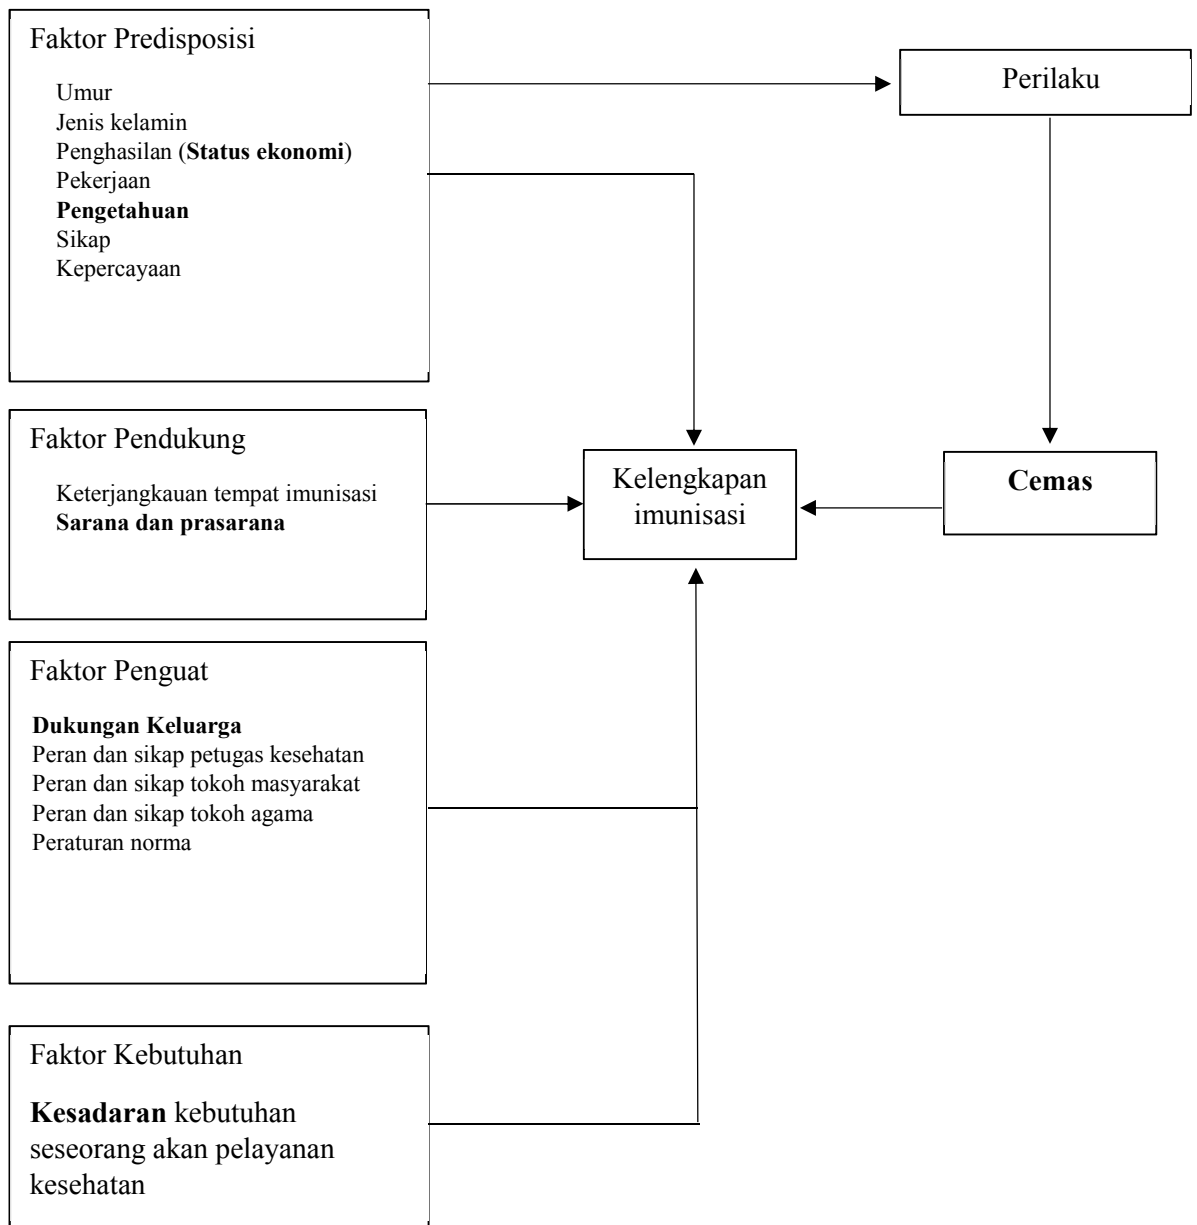 Faktor Predisposisi
Umur
Jenis kelamin
Penghasilan (Status ekonomi)
Pekerjaan
Pengetahuan
Sikap
Kepercayaan
Perilaku
Faktor Pendukung
Keterjangkauan tempat imunisasi
Sarana dan prasarana
Kelengkapan
imunisasi
Cemas
Faktor Penguat
Dukungan Keluarga
Peran dan sikap petugas kesehatan
Peran dan sikap tokoh masyarakat
Peran dan sikap tokoh agama
Peraturan norma
Faktor Kebutuhan
Kesadaran kebutuhan
seseorang akan pelayanan
kesehatan